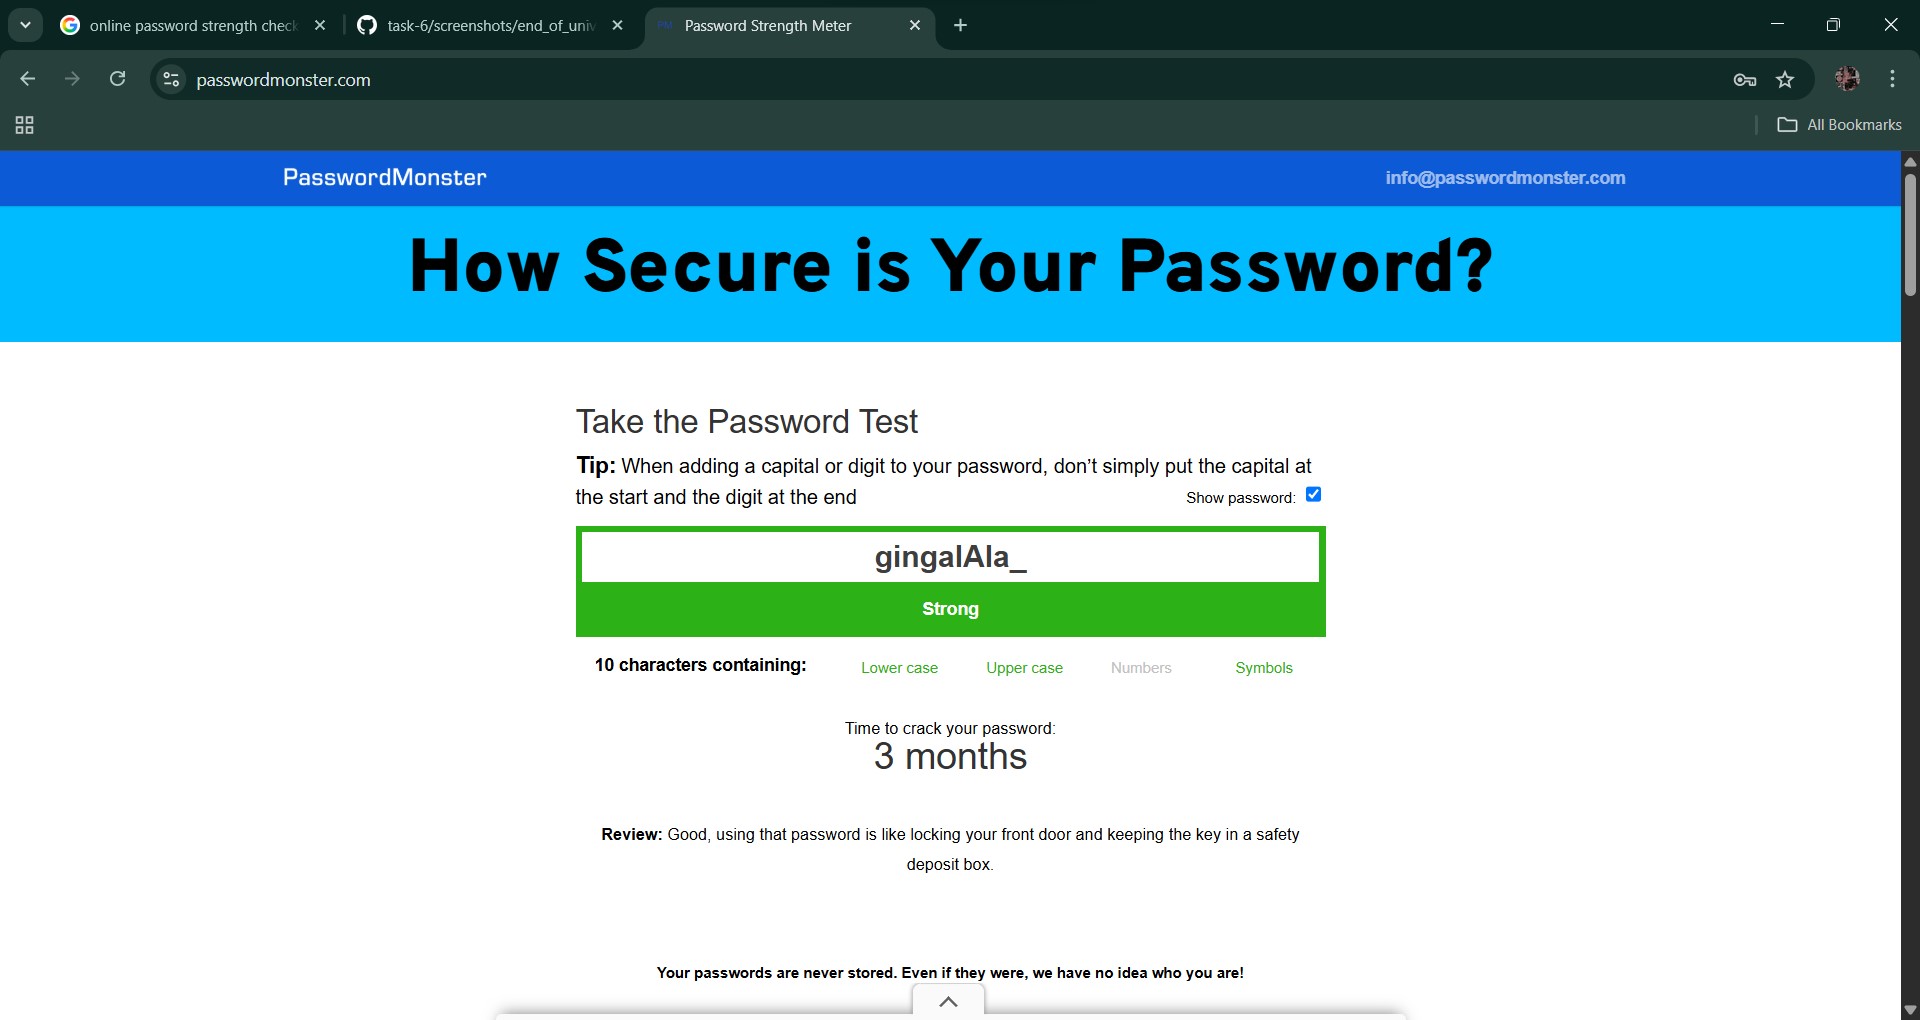 online password strength check
task-6/screenshots/end_of_univ
PM Password Strength Meter
passwordmonster.com
All Bookmarks
PasswordMonster
info@passwordmonster.com
How Secure is Your Password?
Take the Password Test
Tip: When adding a capital or digit to your password, don't simply put the capital at
the start and the digit at the end
Show password:
gingalAla_
Strong
10 characters containing:
Lower case
Upper case
Numbers
Symbols
Time to crack your password:
3 months
Review: Good, using that password is like locking your front door and keeping the key in a safety
deposit box.
Your passwords are never stored. Even if they were, we have no idea who you are!